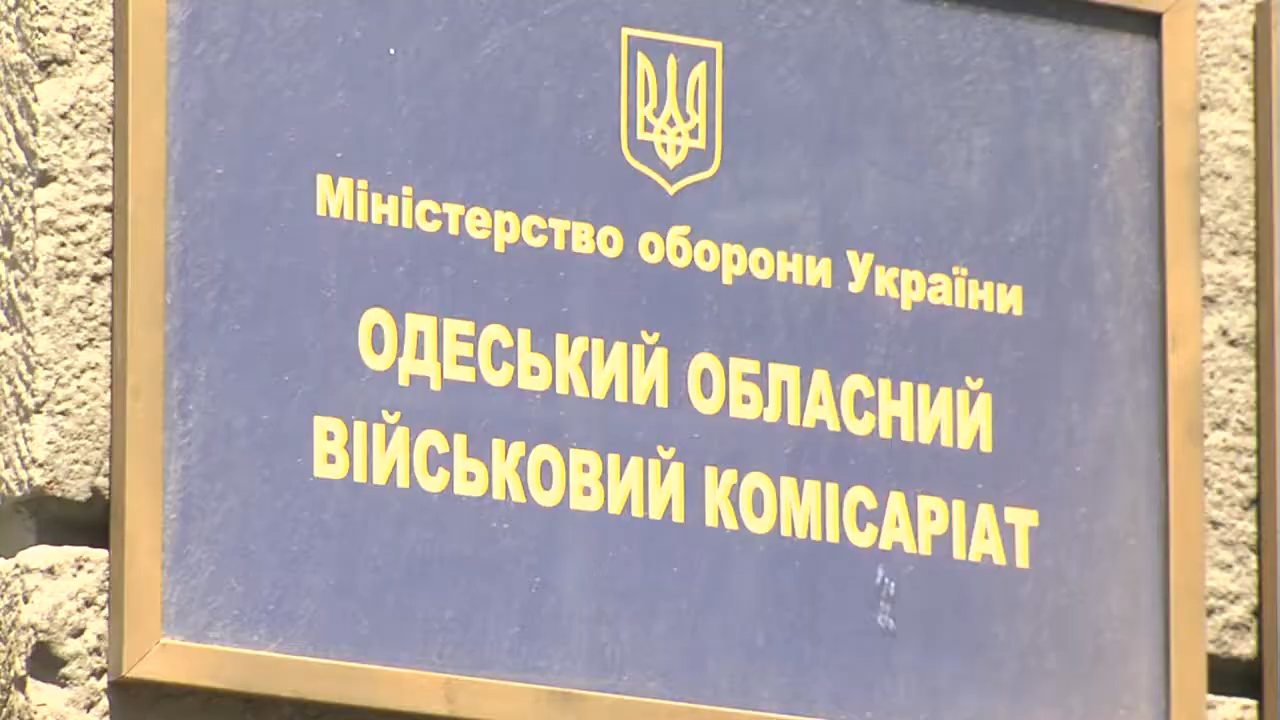 Міністерство оборони України
ОДЕСЬКИЙ ОБЛАСНИЙ
ВІЙСЬКОВИЙ КОМІСАРІАТ